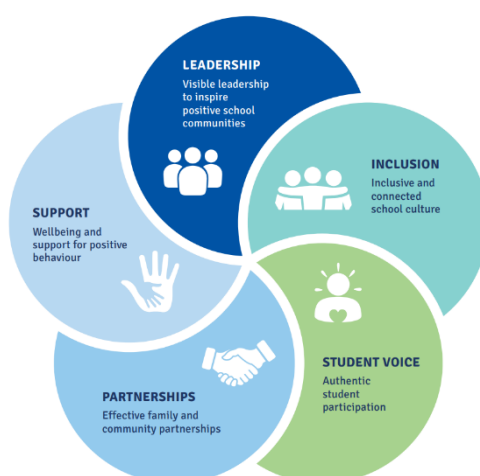 LEADERSHIP
Visible leadership
to inspire
positive school
communities
INCLUSION
Inclusive and
connected
school culture
STUDENT VOICE
Authentic
student
participation
PARTNERSHIPS
Effective family and
community partnerships
SUPPORT
Wellbeing and
support for positive
behaviour